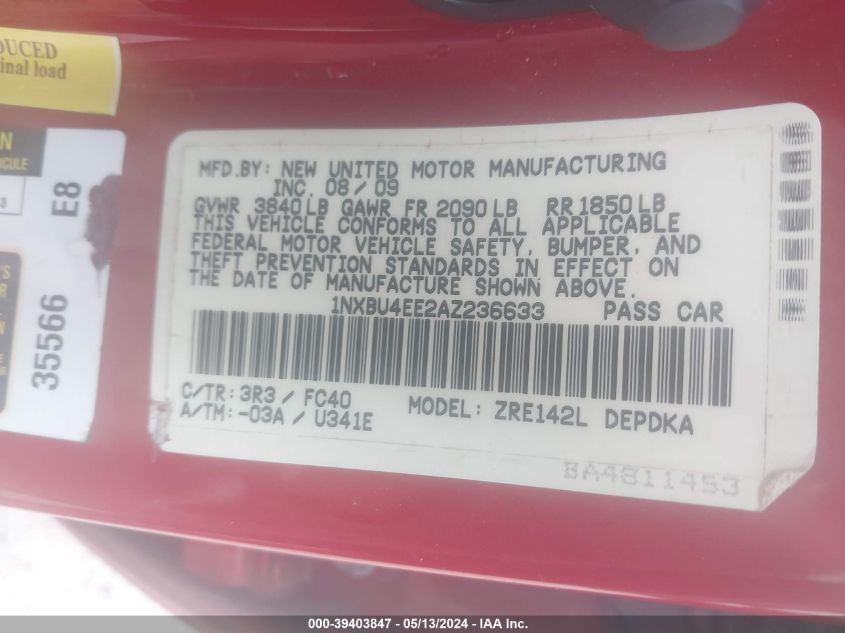 DUCED
inal load
N
ICULE
3
E8
35566
'S
R
MFD.BY: NEW UNITED MOTOR MANUFACTURING
INC. 08/09
GVWR 3840LB GAWR FR 2090LB RR1850LB
THIS VEHICLE CONFORMS TO ALL APPLICABLE
FEDERAL MOTOR VEHICLE SAFETY, BUMPER, AND
THEFT PREVENTION STANDARDS IN EFFECT ON
THE DATE OF MANUFACTURE SHOWN ABOVE.
1NXBU4EE2AZ236633 PASS CAR
C/TR: 3R3 / FC40
A/TM: -03A / U341E
MODEL: ZRE142L DEPDKA
BA4811453
000-39403847 / 05/13/2024 - IAA Inc.